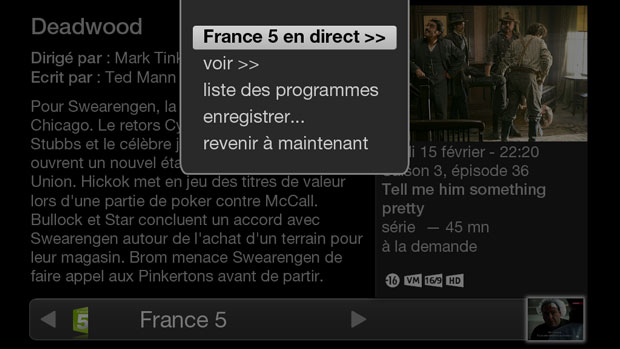 Deadwood
Dirigé par : Mark Tink
Ecrit par : Ted Mann
Pour Swearengen, la
Chicago. Le retors Cy
Stubbs et le célèbre j
ouvrent un nouvel éta
Union. Hickok met en jeu des titres de valeur
lors d'une partie de poker contre McCall.
Bullock et Star concluent un accord avec
Swearengen autour de l'achat d'un terrain pour
leur magasin. Brom menace Swearengen de
faire appel aux Pinkertons avant de partir.
France 5 en direct >>
voir >>
liste des programmes
enregistrer...
revenir à maintenant
di 15 février - 22:20
Saison 3, épisode 36
Tell me him something
pretty
série — 45 mn
à la demande
-16 VM 16/9 HD
5 France 5